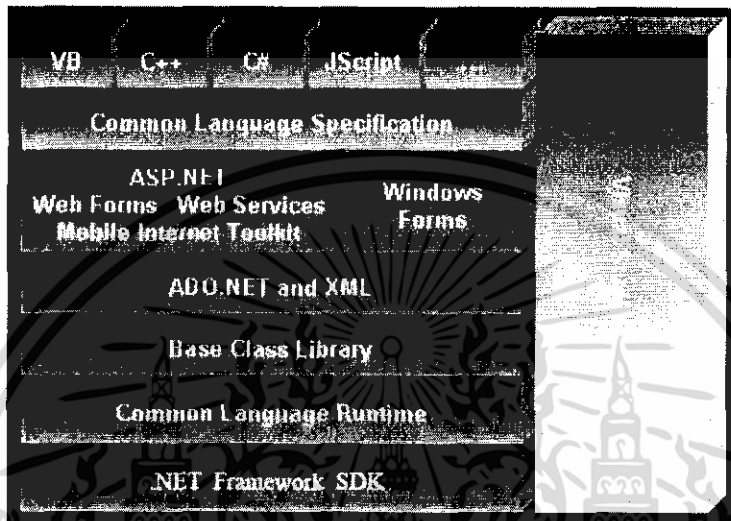 VB C++ C# JScript ...
Common Language Specification
ASP.NET
Web Forms Web Services
Mobile Internet Toolkit
Windows
Forms
ADO.NET and XML
Base Class Library
Common Language Runtime
.NET Framework SDK